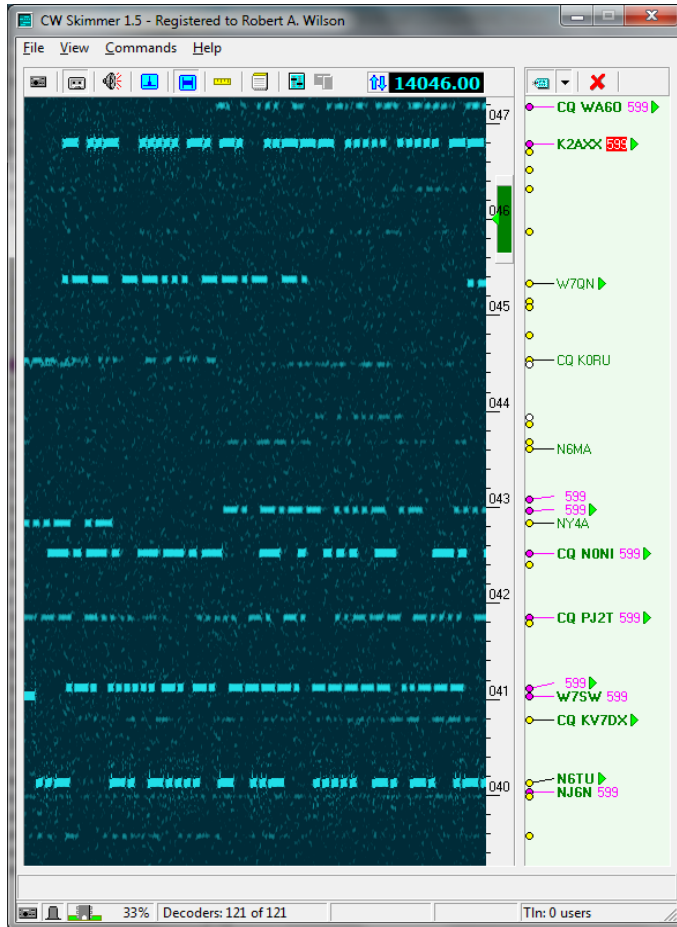 CW Skimmer 1.5 - Registered to Robert A. Wilson
File View Commands Help
14046.00
047
CQ WA6O 599
K2AXX 599
046
W7QN
045
CQ K0RU
044
N6MA
043
599
599
NY4A
CQ N0NI 599
042
CQ PJ2T 599
599
041
W7SW 599
CQ KV7DX
N6TU
040
NJ6N 599
33% Decoders: 121 of 121 Tln: 0 users